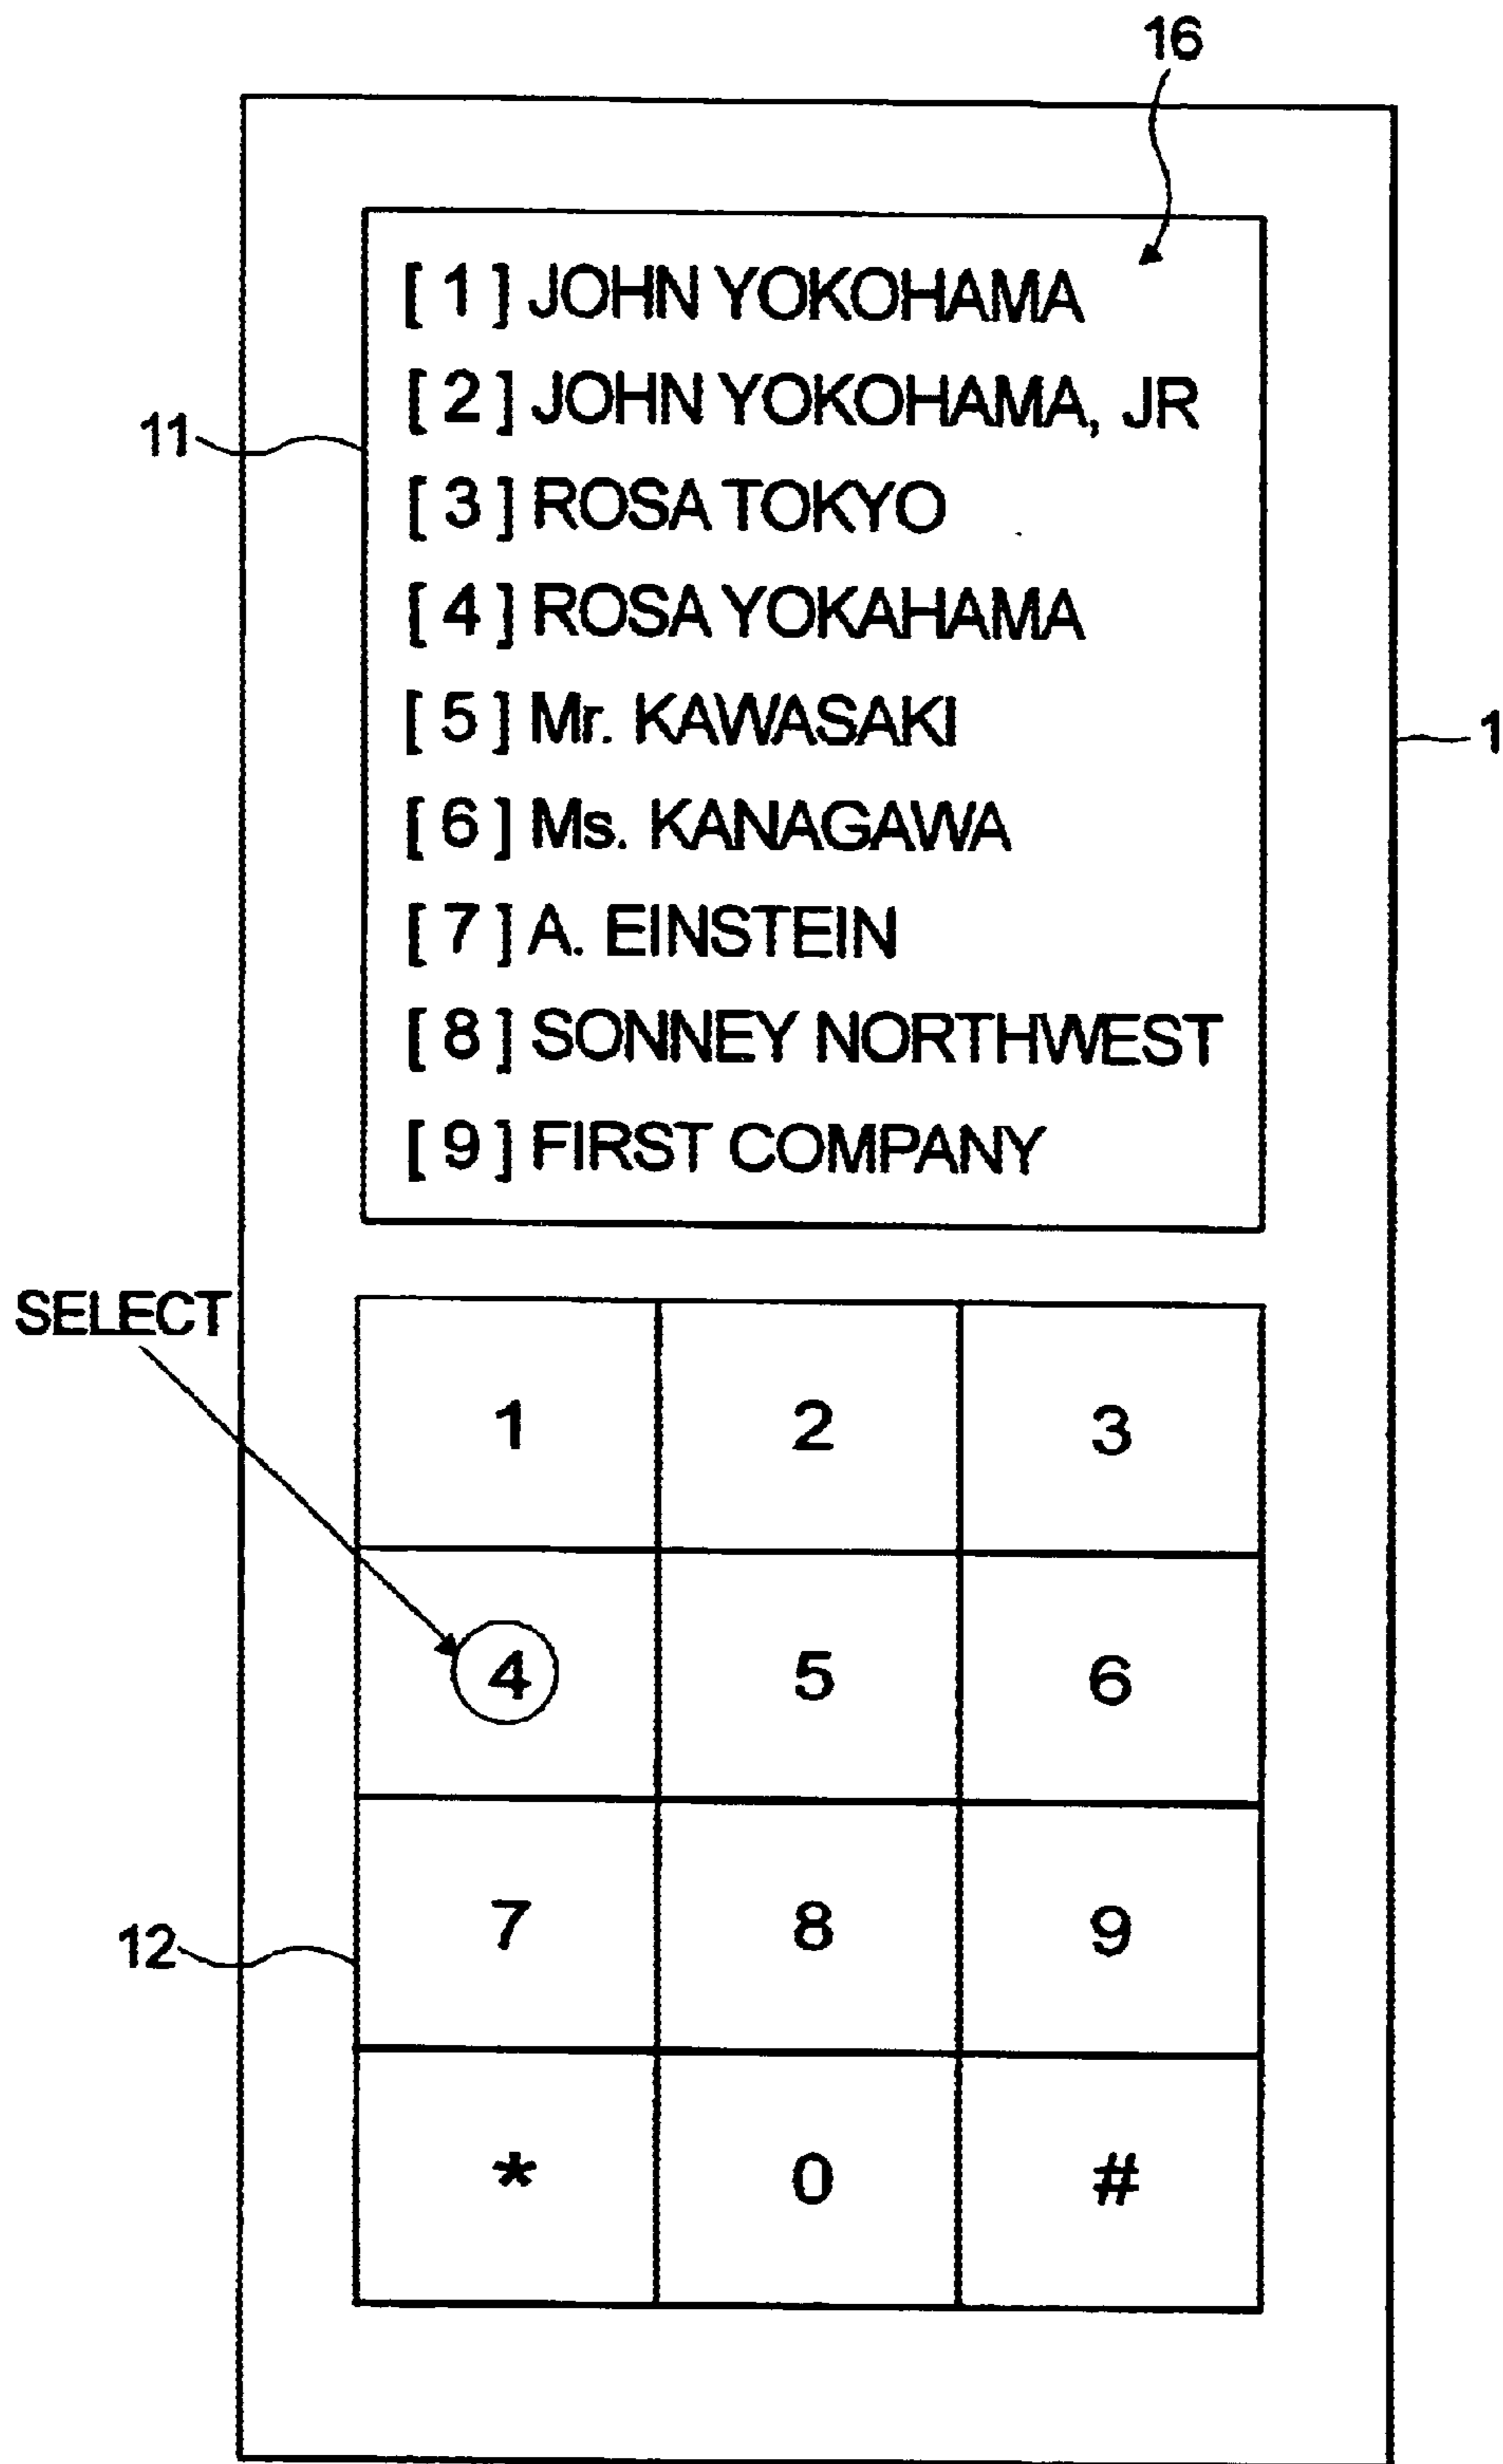 16
[ 1 ] JOHN YOKOHAMA
[ 2 ] JOHN YOKOHAMA, JR
11
[ 3 ] ROSA TOKYO
[ 4 ] ROSA YOKAHAMA
[ 5 ] Mr. KAWASAKI
1
[ 6 ] Ms. KANAGAWA
[ 7 ] A. EINSTEIN
[ 8 ] SONNEY NORTHWEST
[ 9 ] FIRST COMPANY
SELECT
1 2 3
4 5 6
7 8 9
12
* 0 #